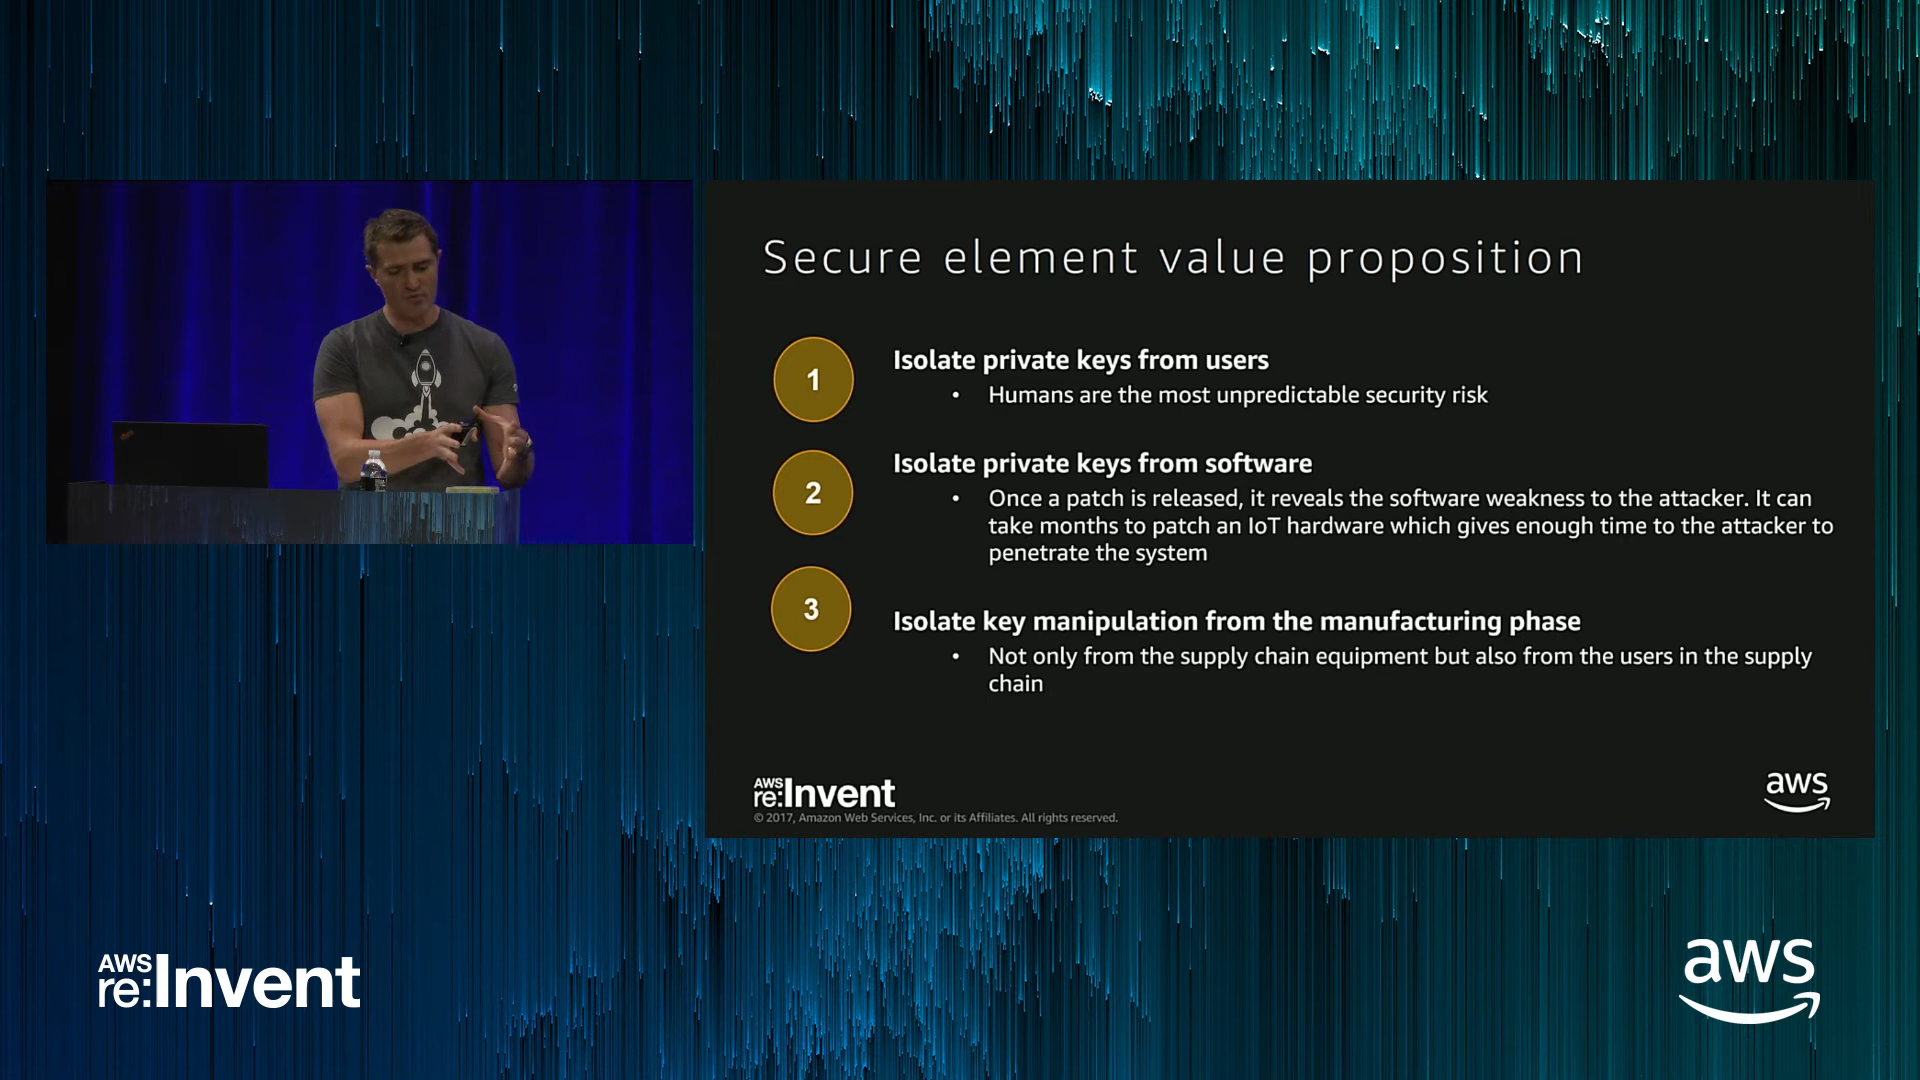 Secure element value proposition
1
Isolate private keys from users
• Humans are the most unpredictable security risk
2
Isolate private keys from software
• Once a patch is released, it reveals the software weakness to the attacker. It can
take months to patch an IoT hardware which gives enough time to the attacker to
penetrate the system
3
Isolate key manipulation from the manufacturing phase
• Not only from the supply chain equipment but also from the users in the supply
chain
AWS
re:Invent
© 2017, Amazon Web Services, Inc. or its Affiliates. All rights reserved.
aws
AWS
re:Invent
aws